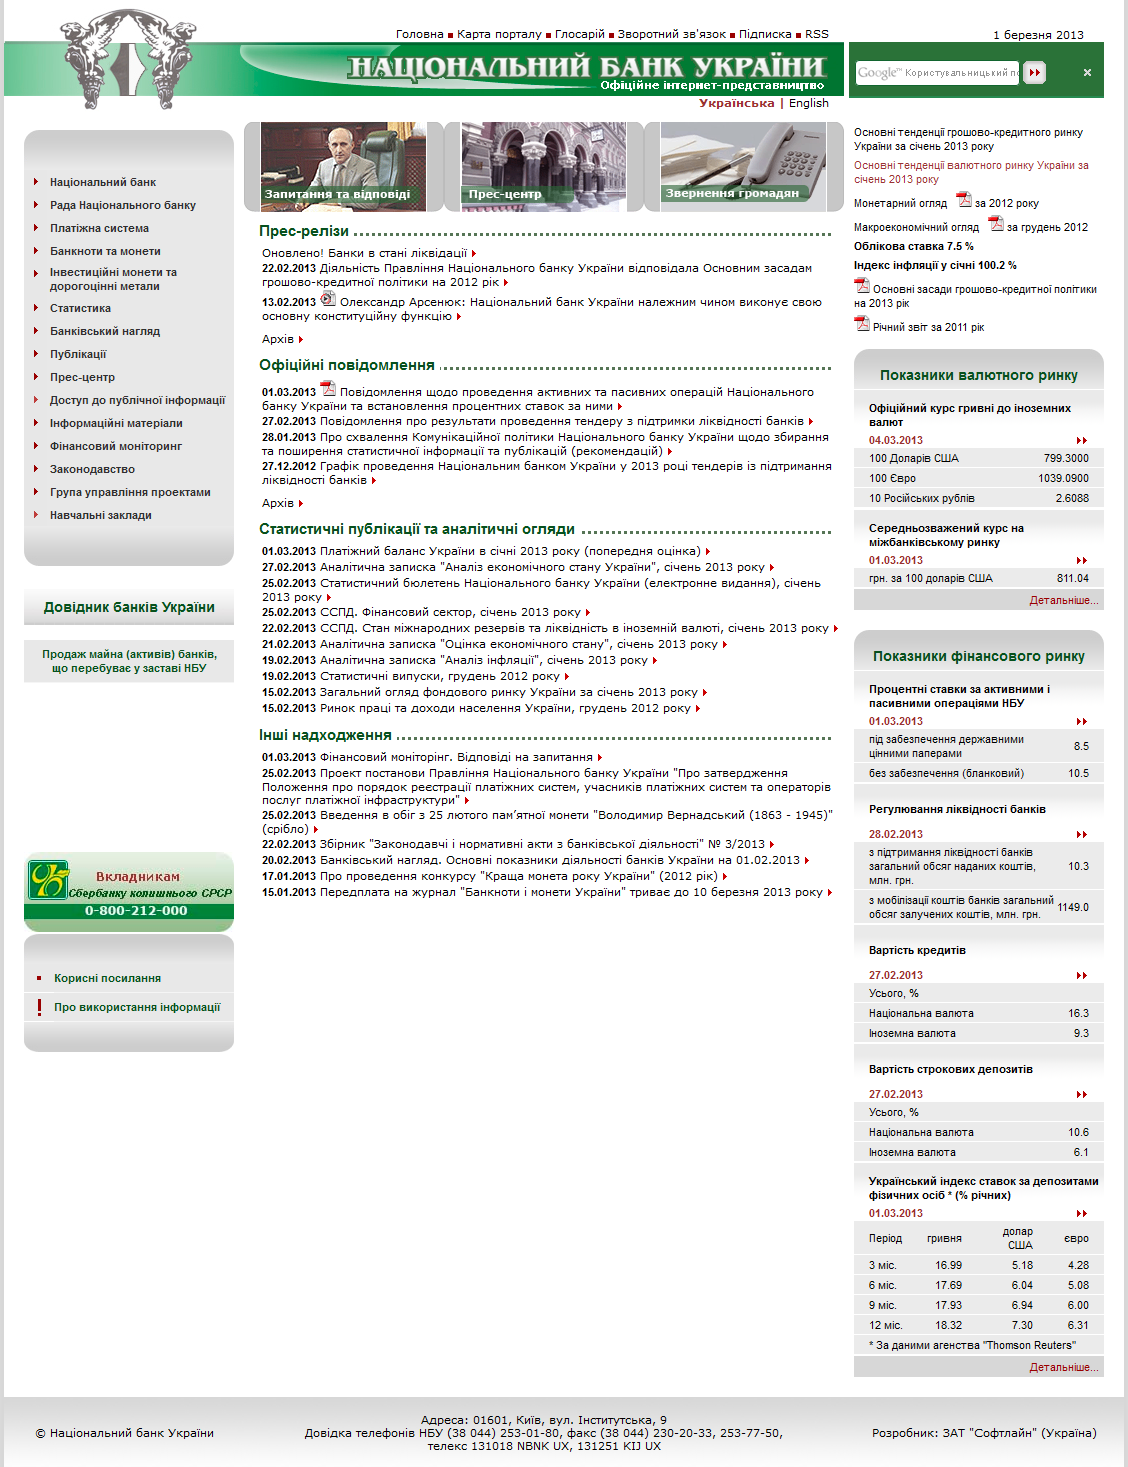 Головна ■ Карта порталу ■ Глосарій ■ Зворотний зв'язок ■ Підписка ■ RSS
1 березня 2013
НАЦІОНАЛЬНИЙ БАНК УКРАЇНИ
Офіційне інтернет-представництво
Google™ Користувальницький по
Українська | English
Національний банк
Рада Національного банку
Платіжна система
Банкноти та монети
Інвестиційні монети та
дорогоцінні метали
Статистика
Банківський нагляд
Публікації
Прес-центр
Доступ до публічної інформації
Інформаційні матеріали
Фінансовий моніторинг
Законодавство
Група управління проектами
Навчальні заклади
Довідник банків України
Продаж майна (активів) банків,
що перебуває у заставі НБУ
Вкладникам
Сбербанку колишнього СРСР
0-800-212-000
Корисні посилання
Про використання інформації
Запитання та відповіді
Прес-центр
Звернення громадян
Прес-релізи
Оновлено! Банки в стані ліквідації
22.02.2013 Діяльність Правління Національного банку України відповідала Основним засадам
грошово-кредитної політики на 2012 рік
13.02.2013 Олександр Арсенюк: Національний банк України належним чином виконує свою
основну конституційну функцію
Архів
Офіційні повідомлення
01.03.2013 Повідомлення щодо проведення активних та пасивних операцій Національного
банку України та встановлення процентних ставок за ними
27.02.2013 Повідомлення про результати проведення тендеру з підтримки ліквідності банків
28.01.2013 Про схвалення Комунікаційної політики Національного банку України щодо збирання
та поширення статистичної інформації та публікацій (рекомендацій)
27.12.2012 Графік проведення Національним банком України у 2013 році тендерів із підтримання
ліквідності банків
Архів
Статистичні публікації та аналітичні огляди
01.03.2013 Платіжний баланс України в січні 2013 року (попередня оцінка)
27.02.2013 Аналітична записка "Аналіз економічного стану України", січень 2013 року
25.02.2013 Статистичний бюлетень Національного банку України (електронне видання), січень
2013 року
25.02.2013 ССПД. Фінансовий сектор, січень 2013 року
22.02.2013 ССПД. Стан міжнародних резервів та ліквідність в іноземній валюті, січень 2013 року
21.02.2013 Аналітична записка "Оцінка економічного стану", січень 2013 року
19.02.2013 Аналітична записка "Аналіз інфляції", січень 2013 року
19.02.2013 Статистичні випуски, грудень 2012 року
15.02.2013 Загальний огляд фондового ринку України за січень 2013 року
15.02.2013 Ринок праці та доходи населення України, грудень 2012 року
Інші надходження
01.03.2013 Фінансовий моніторінг. Відповіді на запитання
25.02.2013 Проект постанови Правління Національного банку України "Про затвердження
Положення про порядок реєстрації платіжних систем, учасників платіжних систем та операторів
послуг платіжної інфраструктури"
25.02.2013 Введення в обіг з 25 лютого пам’ятної монети "Володимир Вернадський (1863 - 1945)"
(срібло)
22.02.2013 Збірник "Законодавчі і нормативні акти з банківської діяльності" № 3/2013
20.02.2013 Банківський нагляд. Основні показники діяльності банків України на 01.02.2013
17.01.2013 Про проведення конкурсу "Краща монета року України" (2012 рік)
15.01.2013 Передплата на журнал "Банкноти і монети України" триває до 10 березня 2013 року
Основні тенденції грошово-кредитного ринку
України за січень 2013 року
Основні тенденції валютного ринку України за
січень 2013 року
Монетарний огляд за 2012 року
Макроекономічний огляд за грудень 2012
Облікова ставка 7.5 %
Індекс інфляції у січні 100.2 %
Основні засади грошово-кредитної політики
на 2013 рік
Річний звіт за 2011 рік
Показники валютного ринку
Офіційний курс гривні до іноземних
валют
04.03.2013
100 Доларів США 799.3000
100 Євро 1039.0900
10 Російських рублів 2.6088
Середньозважений курс на
міжбанківському ринку
01.03.2013
грн. за 100 доларів США 811.04
Детальніше...
Показники фінансового ринку
Процентні ставки за активними і
пасивними операціями НБУ
01.03.2013
під забезпечення державними
цінними паперами 8.5
без забезпечення (бланковий) 10.5
Регулювання ліквідності банків
28.02.2013
з підтримання ліквідності банків
загальний обсяг наданих коштів, 10.3
млн. грн.
з мобілізації коштів банків загальний
обсяг залучених коштів, млн. грн. 1149.0
Вартість кредитів
27.02.2013
Усього, %
Національна валюта 16.3
Іноземна валюта 9.3
Вартість строкових депозитів
27.02.2013
Усього, %
Національна валюта 10.6
Іноземна валюта 6.1
Український індекс ставок за депозитами
фізичних осіб * (% річних)
01.03.2013
Період гривня долар США євро
3 міс. 16.99 5.18 4.28
6 міс. 17.69 6.04 5.08
9 міс. 17.93 6.94 6.00
12 міс. 18.32 7.30 6.31
* За даними агенства "Thomson Reuters"
Детальніше...
© Національний банк України
Адреса: 01601, Київ, вул. Інститутська, 9
Довідка телефонів НБУ (38 044) 253-01-80, факс (38 044) 230-20-33, 253-77-50,
телекс 131018 NBNK UX, 131251 KIJ UX
Розробник: ЗАТ "Софтлайн" (Україна)